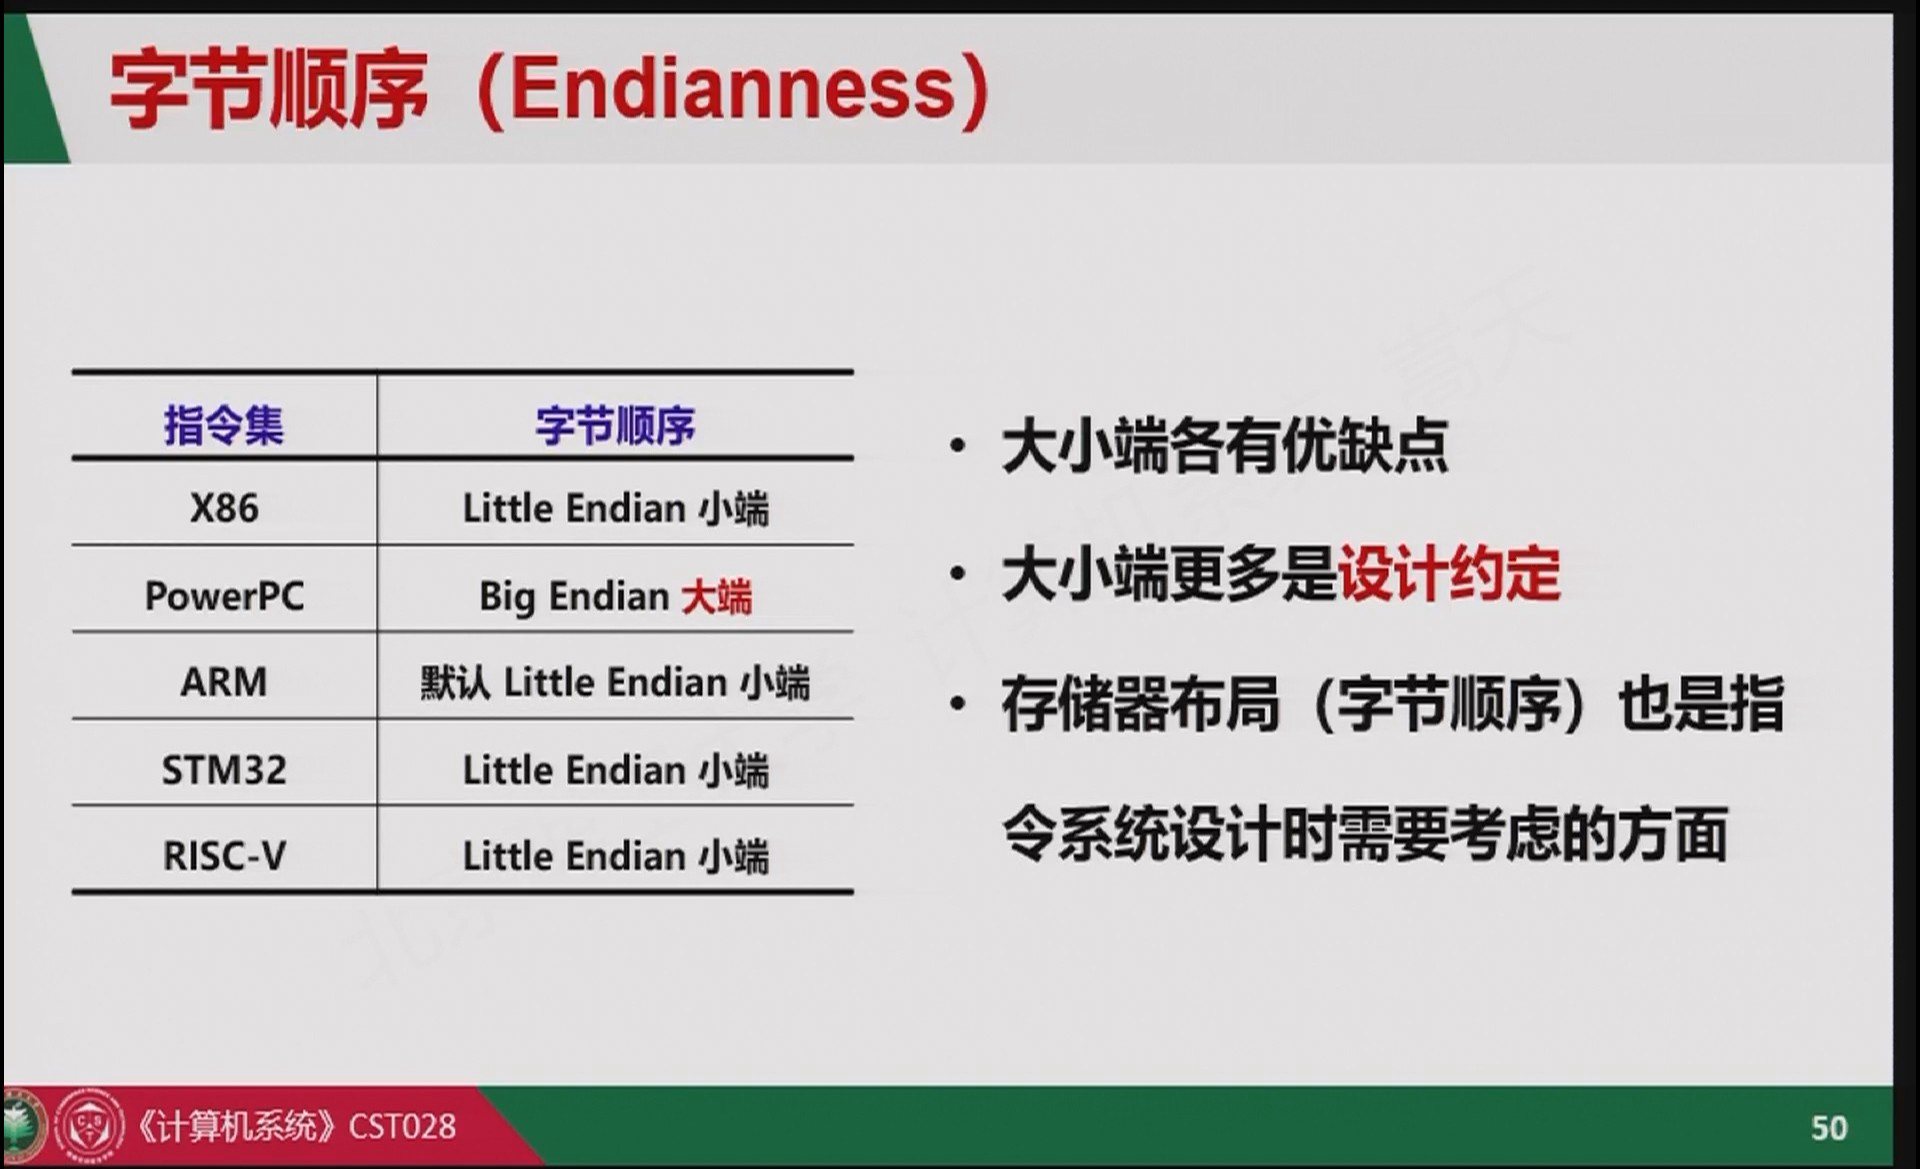 字节顺序（Endianness）
指令集 字节顺序
X86 Little Endian 小端
PowerPC Big Endian 大端
ARM 默认 Little Endian 小端
STM32 Little Endian 小端
RISC-V Little Endian 小端
• 大小端各有优缺点
• 大小端更多是设计约定
• 存储器布局（字节顺序）也是指
令系统设计时需要考虑的方面
《计算机系统》CST028
50